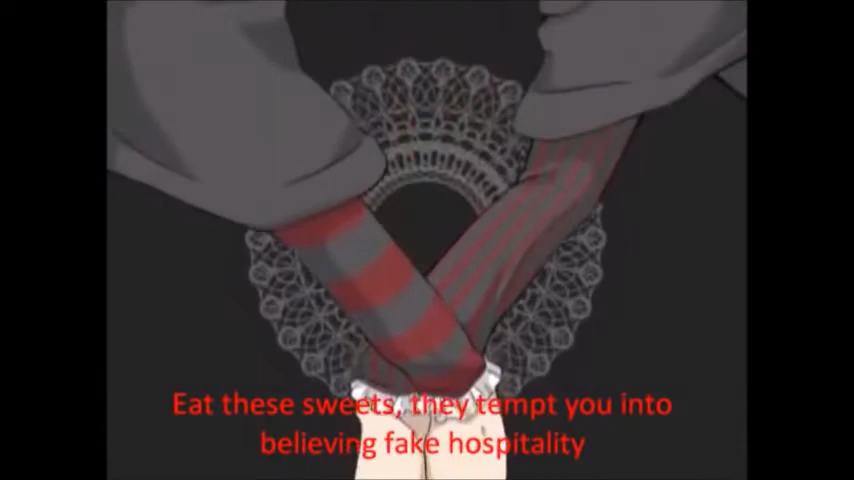 Eat these sweets, they tempt you into
believing fake hospitality